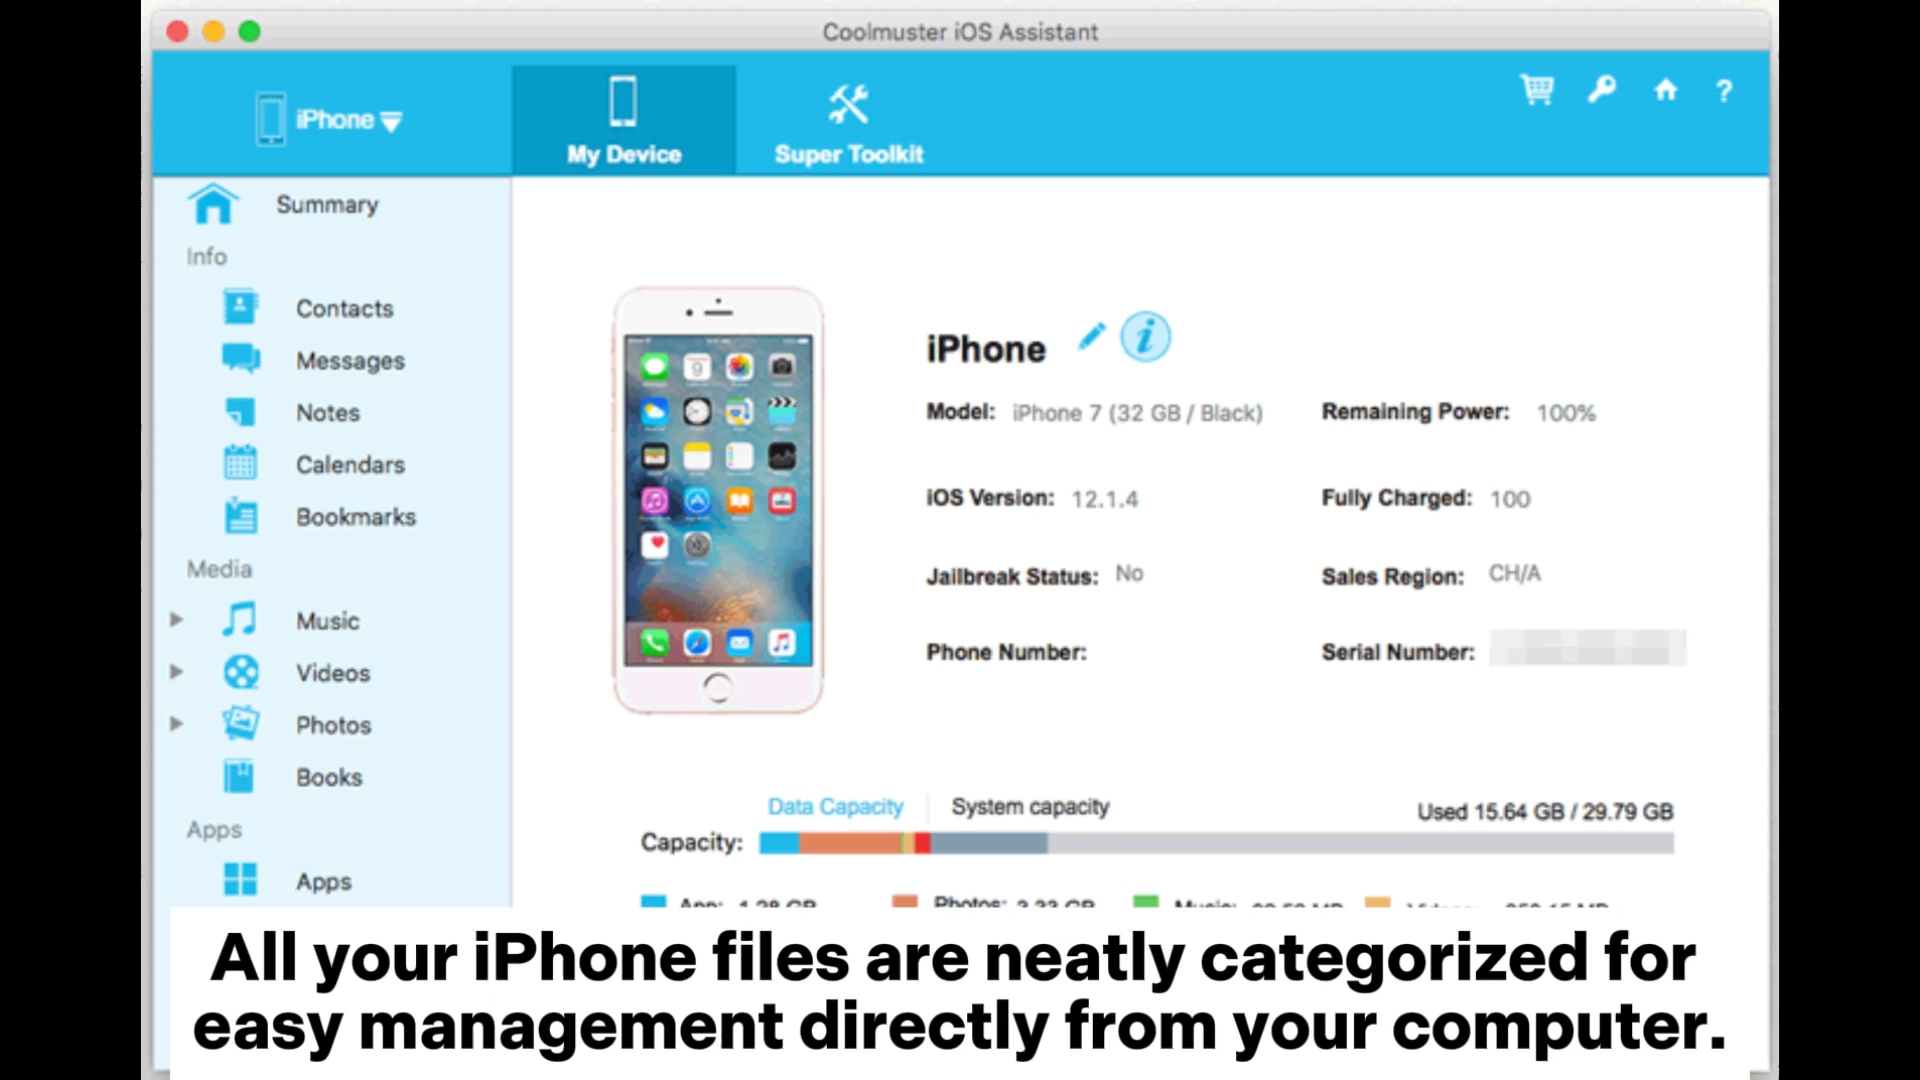 Coolmuster iOS Assistant
iPhone
My Device
Super Toolkit
?
Summary
Info
Contacts
Messages
Notes
Calendars
Bookmarks
Media
Music
Videos
Photos
Books
Apps
Apps
iPhone
Model: iPhone 7 (32 GB / Black)
Remaining Power: 100%
iOS Version: 12.1.4
Fully Charged: 100
Jailbreak Status: No
Sales Region: CH/A
Phone Number:
Serial Number:
Data Capacity
System capacity
Used 15.64 GB / 29.79 GB
Capacity:
All your iPhone files are neatly categorized for
easy management directly from your computer.